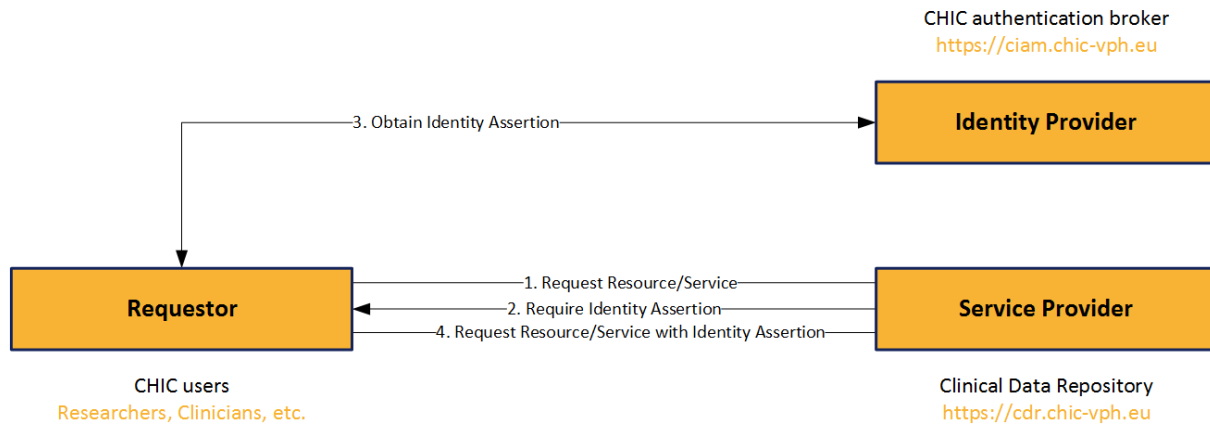 CHIC authentication broker
https://ciam.chic-vph.eu
Identity Provider
3. Obtain Identity Assertion
Requestor
1. Request Resource/Service
2. Require Identity Assertion
4. Request Resource/Service with Identity Assertion
Service Provider
CHIC users
Researchers, Clinicians, etc.
Clinical Data Repository
https://cdr.chic-vph.eu